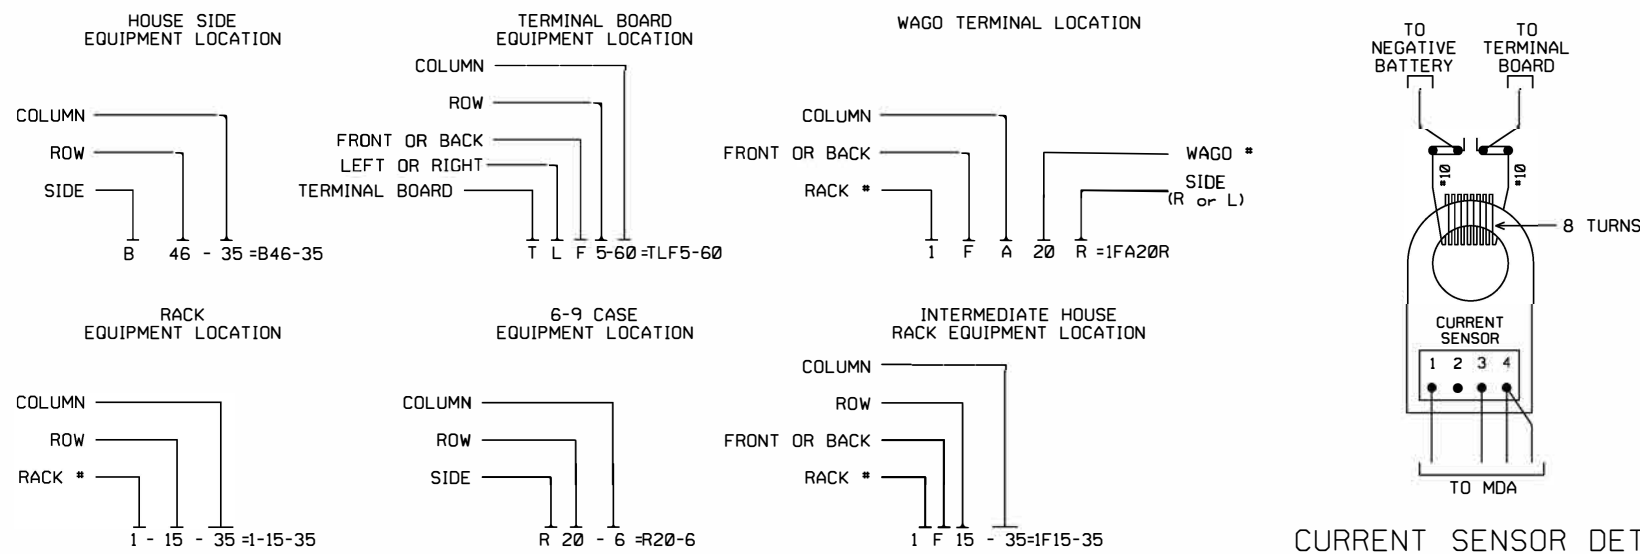 HOUSE SIDE
EQUIPMENT LOCATION
COLUMN
ROW
SIDE
B 46 - 35 =B46-35
TERMINAL BOARD
EQUIPMENT LOCATION
COLUMN
ROW
FRONT OR BACK
LEFT OR RIGHT
TERMINAL BOARD
T L F 5-60 =TLF5-60
WAGO TERMINAL LOCATION
COLUMN
FRONT OR BACK
RACK #
WAGO #
SIDE
(R or L)
1 F A 20 R =1FA20R
TO
NEGATIVE
BATTERY
TO
TERMINAL
BOARD
#10
#10
8 TURNS
CURRENT
SENSOR
1 2 3 4
TO MDA
CURRENT SENSOR DET
RACK
EQUIPMENT LOCATION
COLUMN
ROW
RACK #
1 - 15 - 35 =1-15-35
6-9 CASE
EQUIPMENT LOCATION
COLUMN
ROW
SIDE
R 20 - 6 =R20-6
INTERMEDIATE HOUSE
RACK EQUIPMENT LOCATION
COLUMN
ROW
FRONT OR BACK
RACK #
1 F 15 - 35=1F15-35